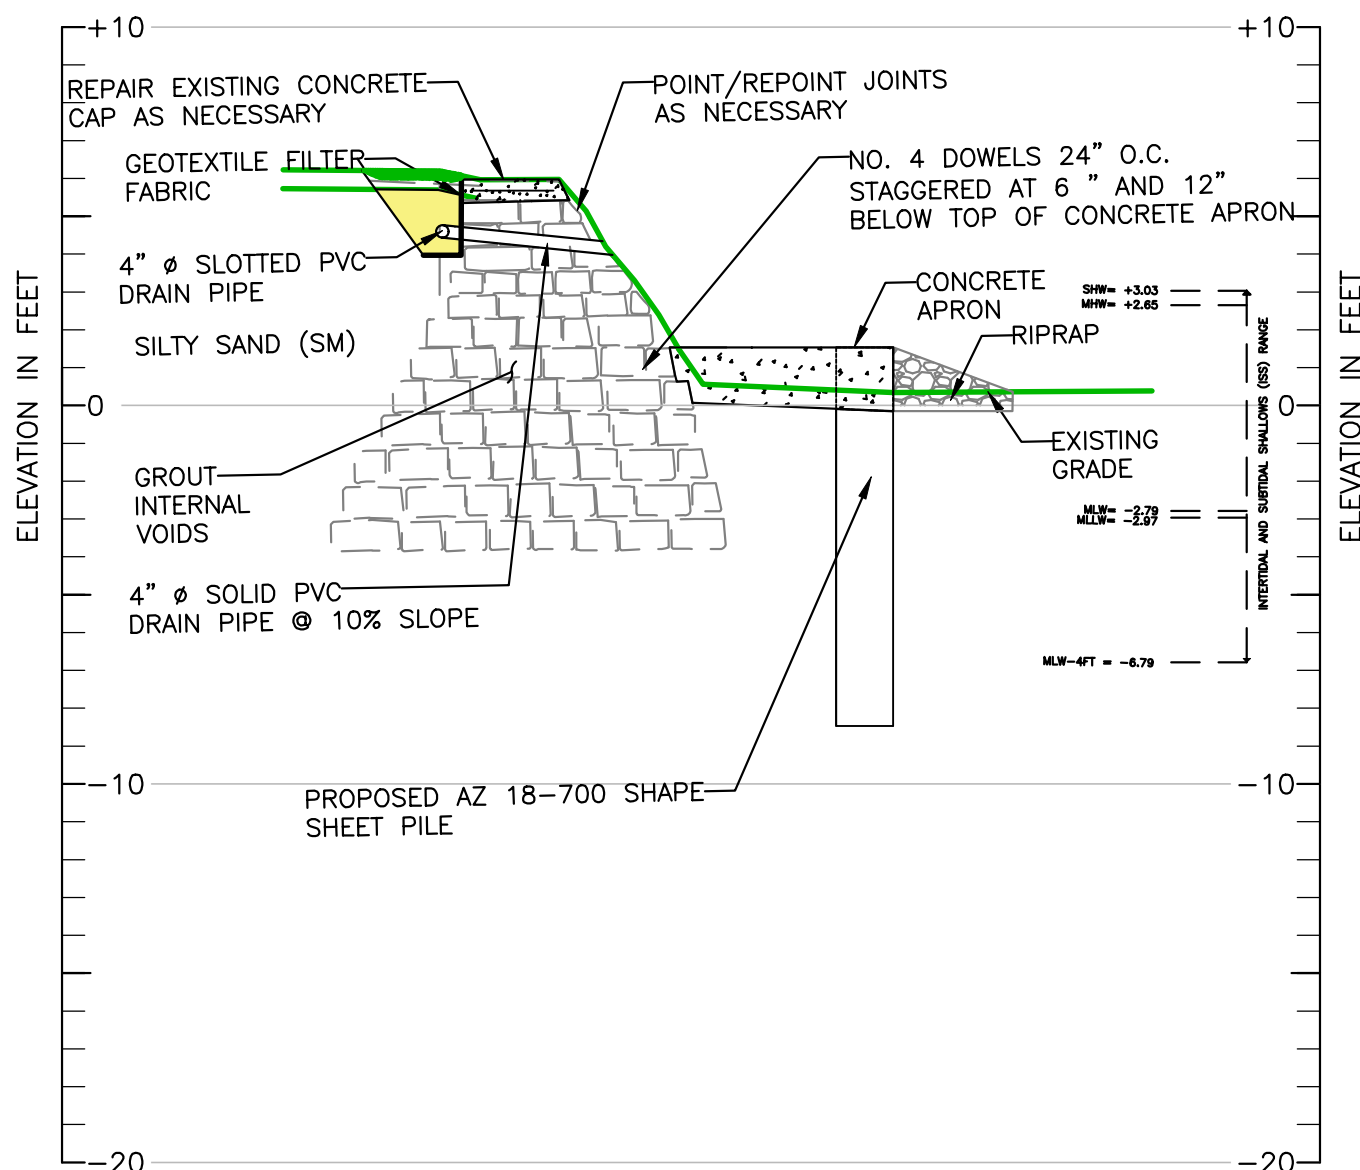 +10
+10
REPAIR EXISTING CONCRETE
CAP AS NECESSARY
POINT/REPOINT JOINTS
AS NECESSARY
GEOTEXTILE FILTER
FABRIC
NO. 4 DOWELS 24" O.C.
STAGGERED AT 6 " AND 12"
BELOW TOP OF CONCRETE APRON
4" ø SLOTTED PVC
DRAIN PIPE
CONCRETE
APRON
SHW= +3.03
MHW= +2.65
SILTY SAND (SM)
RIPRAP
ELEVATION IN FEET
ELEVATION IN FEET
INTERTIDAL AND SUBTIDAL SHALLOWS (ISS) RANGE
0
0
EXISTING
GRADE
GROUT
INTERNAL
VOIDS
MLW= -2.79
MLLW= -2.97
4" ø SOLID PVC
DRAIN PIPE @ 10% SLOPE
MLW-4FT = -6.79
-10
-10
PROPOSED AZ 18-700 SHAPE
SHEET PILE
-20
-20